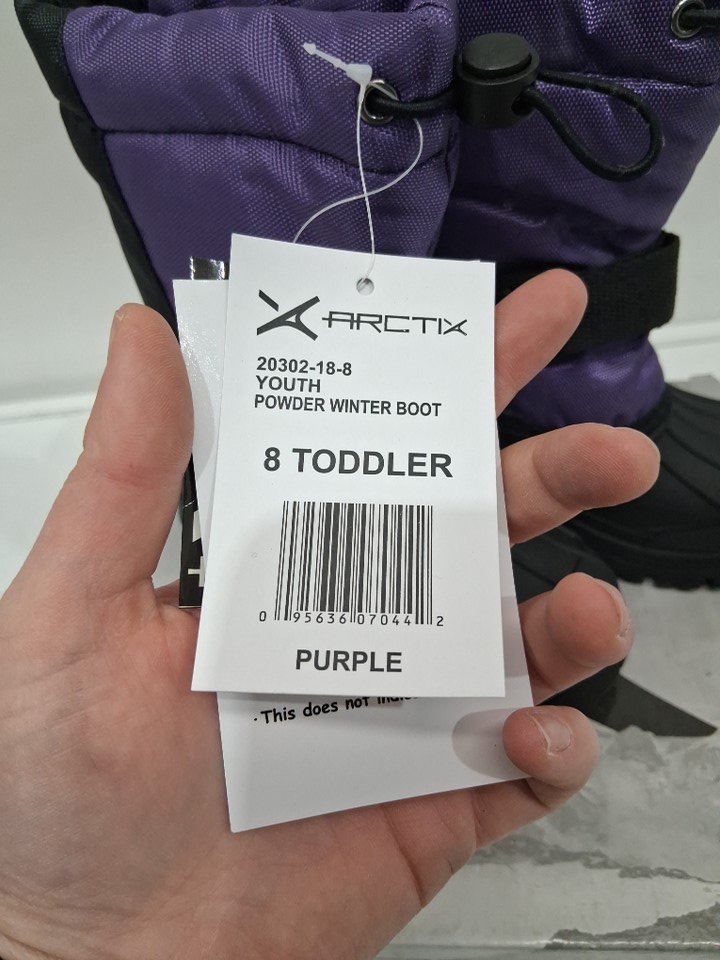 ARCTIX
20302-18-8
YOUTH
POWDER WINTER BOOT
8 TODDLER
0 95636 07044 2
PURPLE
·This does not